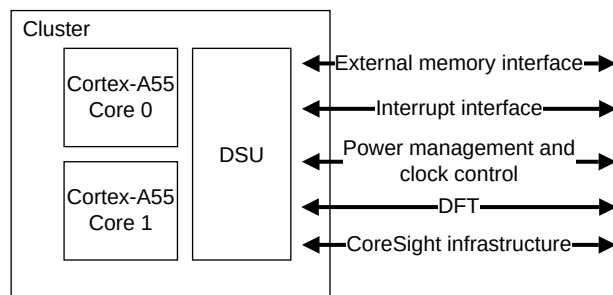 Cluster
Cortex-A55
Core 0
Cortex-A55
Core 1
DSU
External memory interface
Interrupt interface
Power management and
clock control
DFT
CoreSight infrastructure